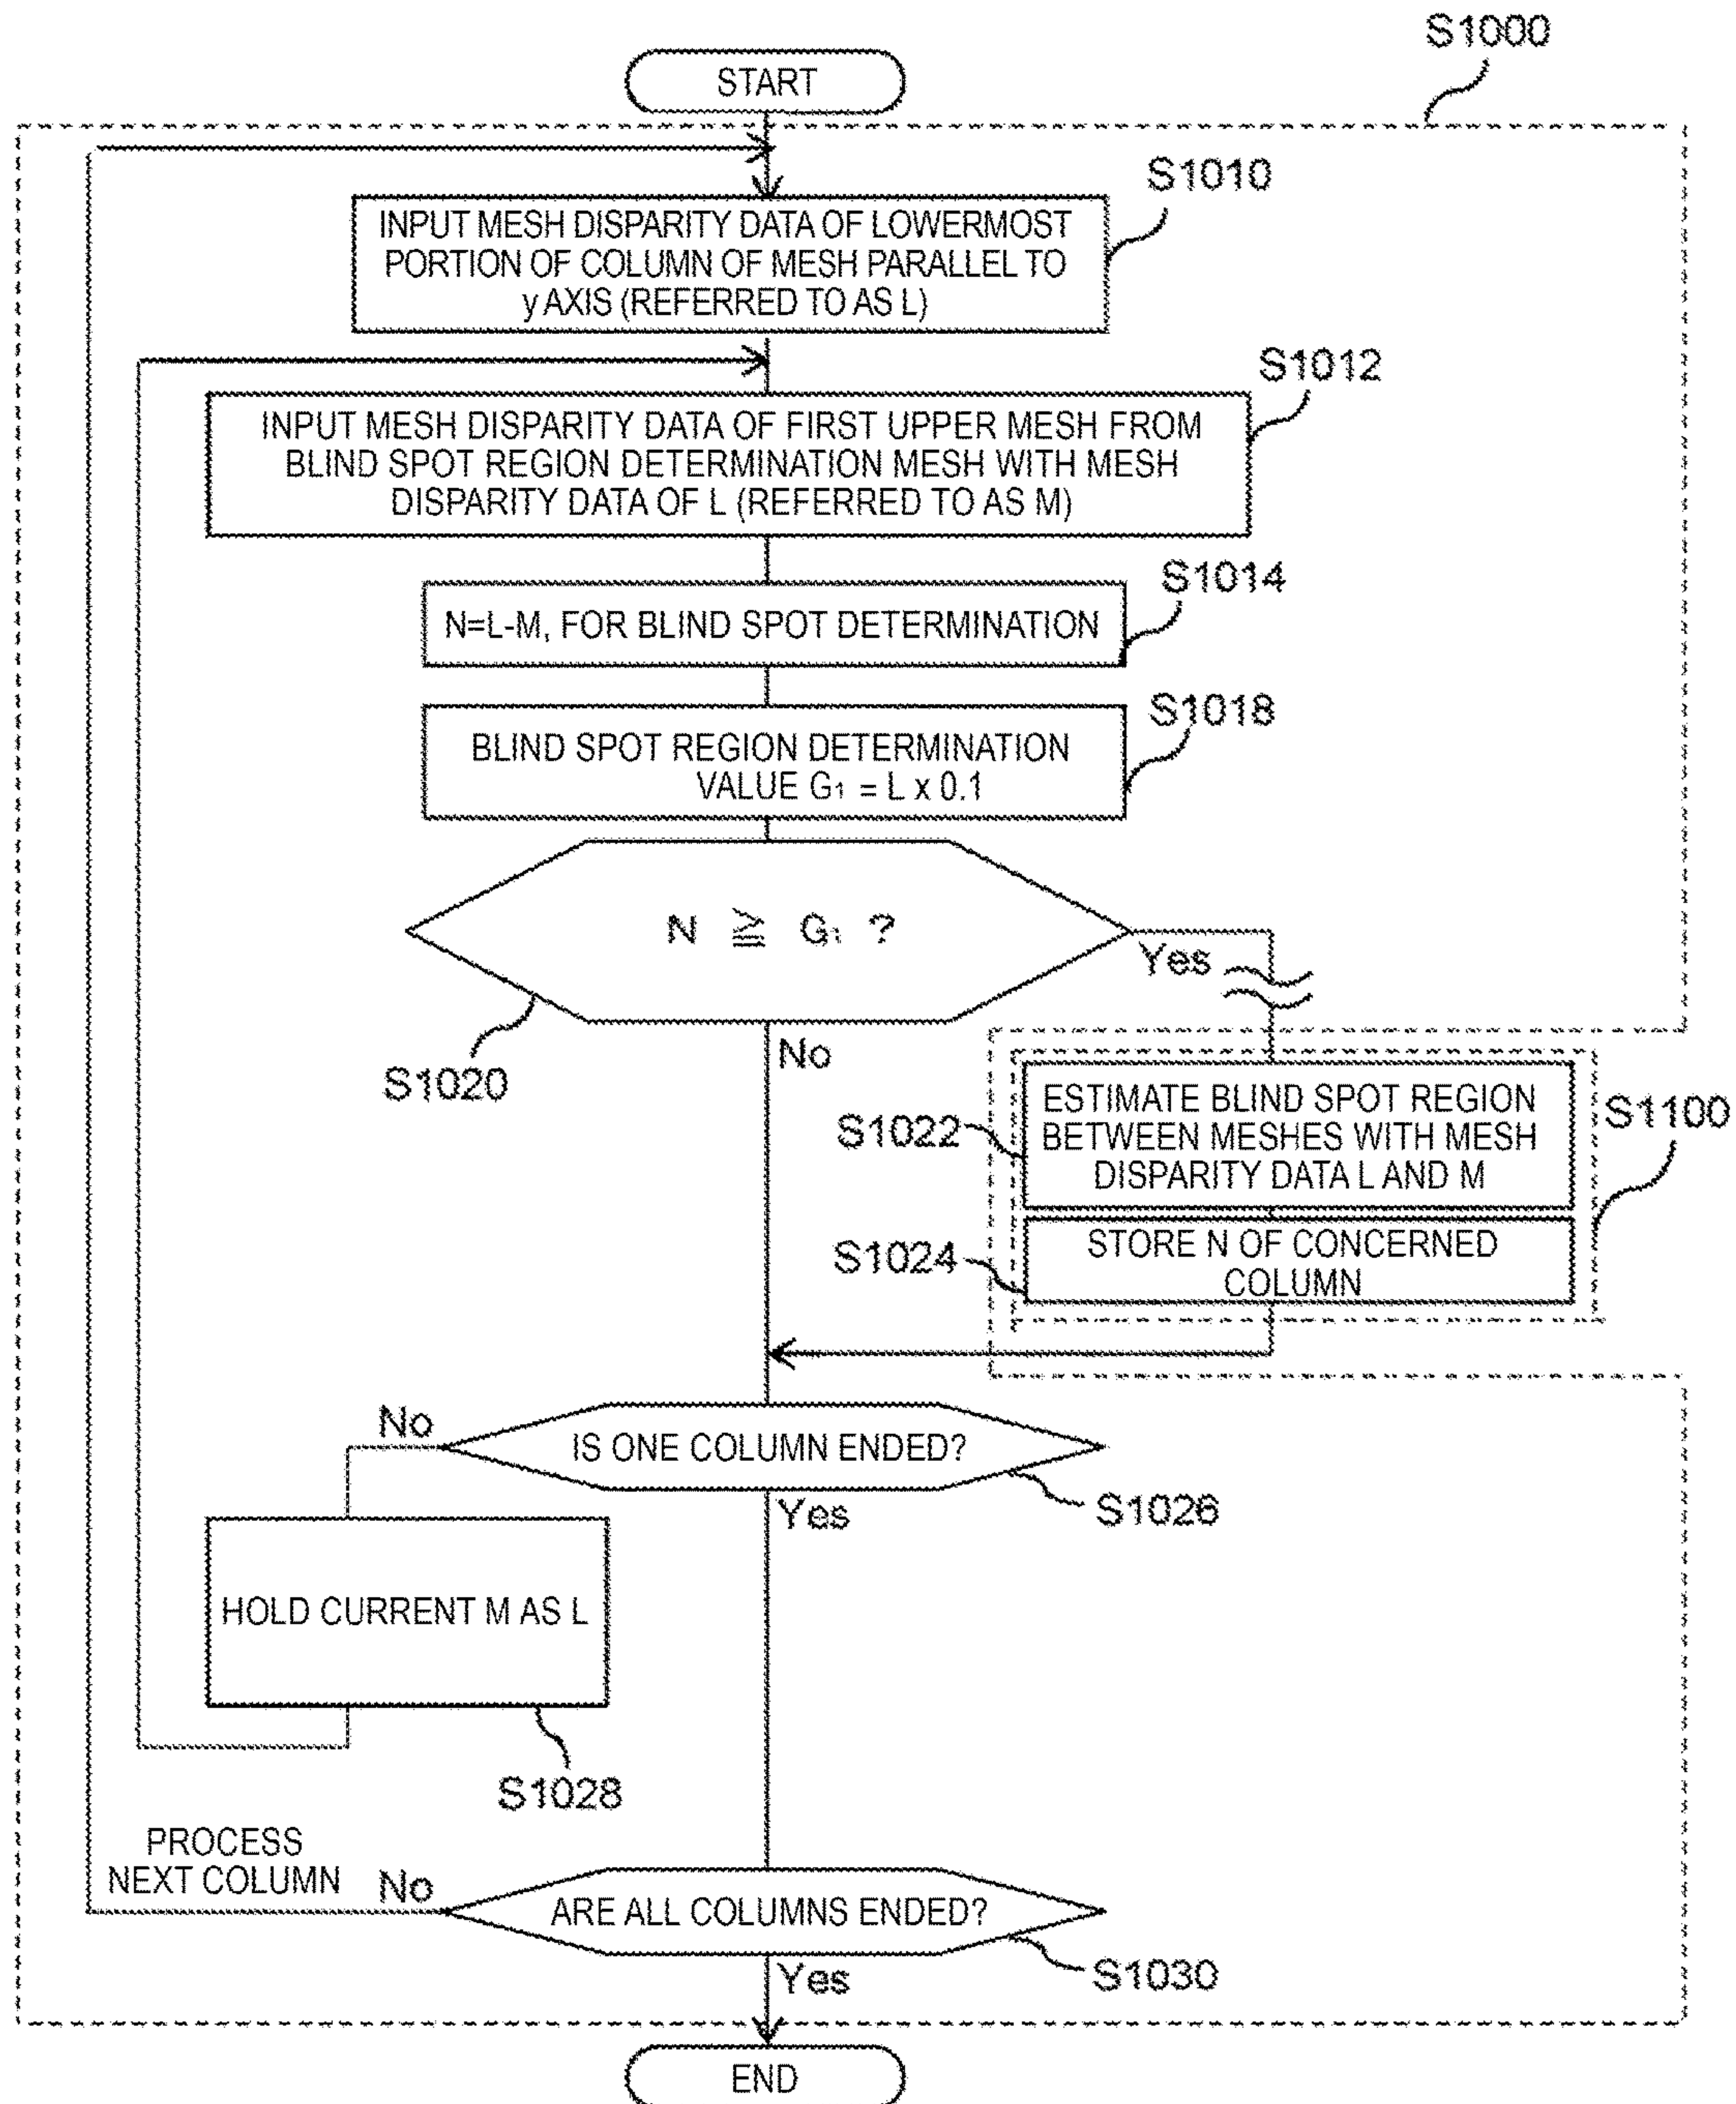 S1000
START
S1010
INPUT MESH DISPARITY DATA OF LOWERMOST
PORTION OF COLUMN OF MESH PARALLEL TO
y AXIS (REFERRED TO AS L)
S1012
INPUT MESH DISPARITY DATA OF FIRST UPPER MESH FROM
BLIND SPOT REGION DETERMINATION MESH WITH MESH
DISPARITY DATA OF L (REFERRED TO AS M)
S1014
N=L-M, FOR BLIND SPOT DETERMINATION
S1018
BLIND SPOT REGION DETERMINATION
VALUE G₁ = L x 0.1
N ≧ G₁ ?
Yes
S1020
No
S1022
ESTIMATE BLIND SPOT REGION
BETWEEN MESHES WITH MESH
DISPARITY DATA L AND M
S1100
S1024
STORE N OF CONCERNED
COLUMN
No
IS ONE COLUMN ENDED?
S1026
Yes
HOLD CURRENT M AS L
S1028
PROCESS
NEXT COLUMN
No
ARE ALL COLUMNS ENDED?
S1030
Yes
END